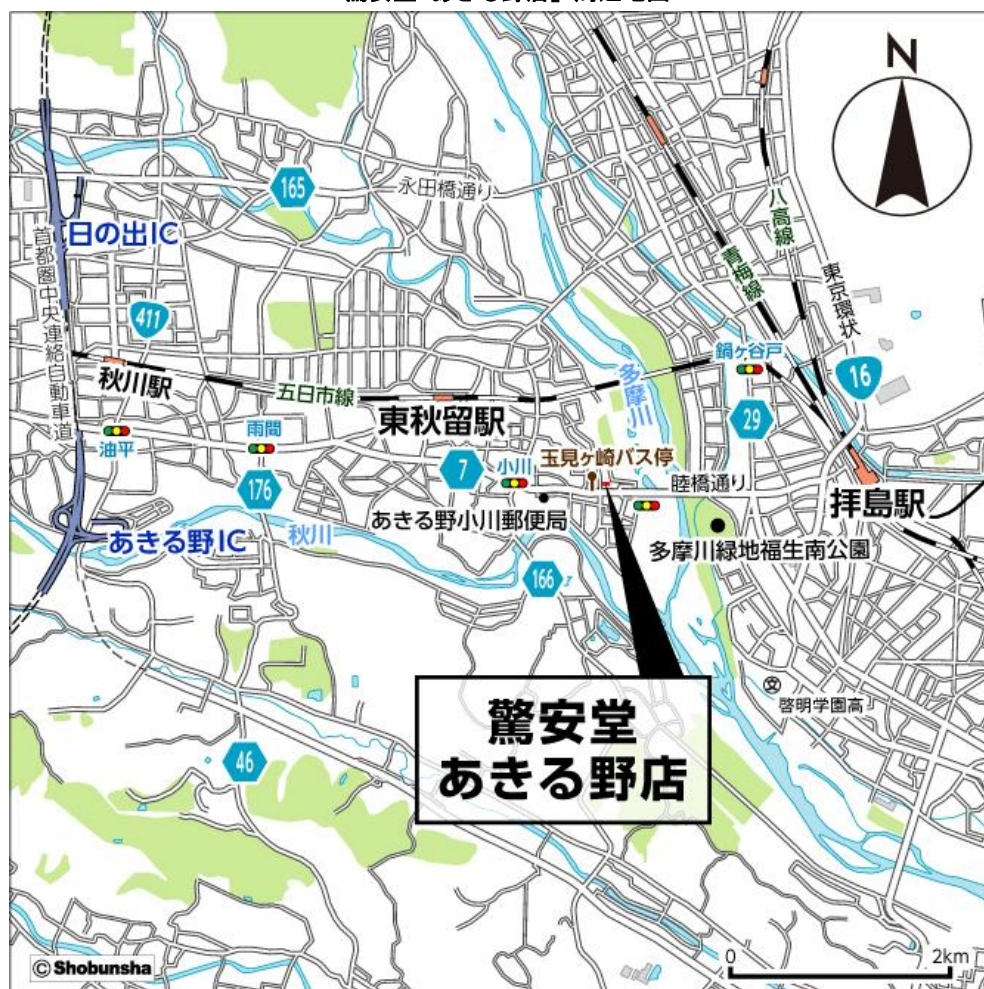 N
165
永田橋通り
日の出IC
首都圏中央連絡自動車道
411
八高線
青梅線
東京環状
16
鍋ヶ谷戸
29
秋川駅
五日市線
東秋留駅
多摩川
油平
雨間
176
7
小川
玉見ヶ崎バス停
睦橋通り
拝島駅
あきる野IC
秋川
あきる野小川郵便局
多摩川緑地福生南公園
166
文
啓明学園高
驚安堂
あきる野店
46
© Shobunsha
0
2km